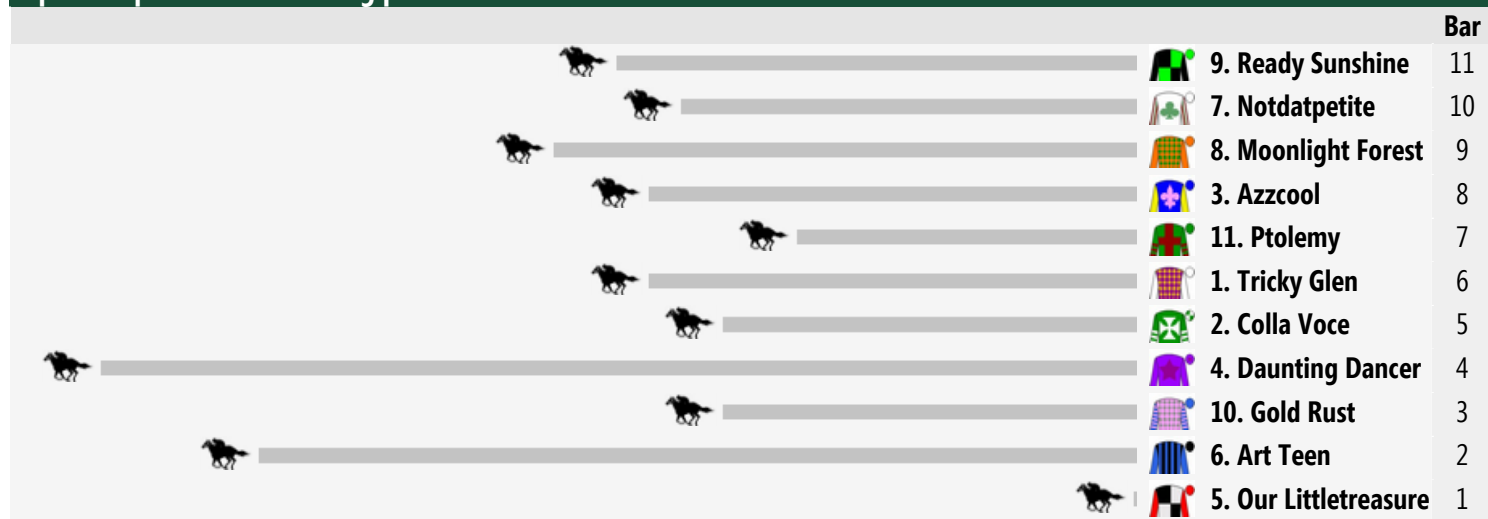 Bar
9. Ready Sunshine 11
7. Notdatpetite 10
8. Moonlight Forest 9
3. Azzcool 8
11. Ptolemy 7
1. Tricky Glen 6
2. Colla Voce 5
4. Daunting Dancer 4
10. Gold Rust 3
6. Art Teen 2
5. Our Littletreasure 1